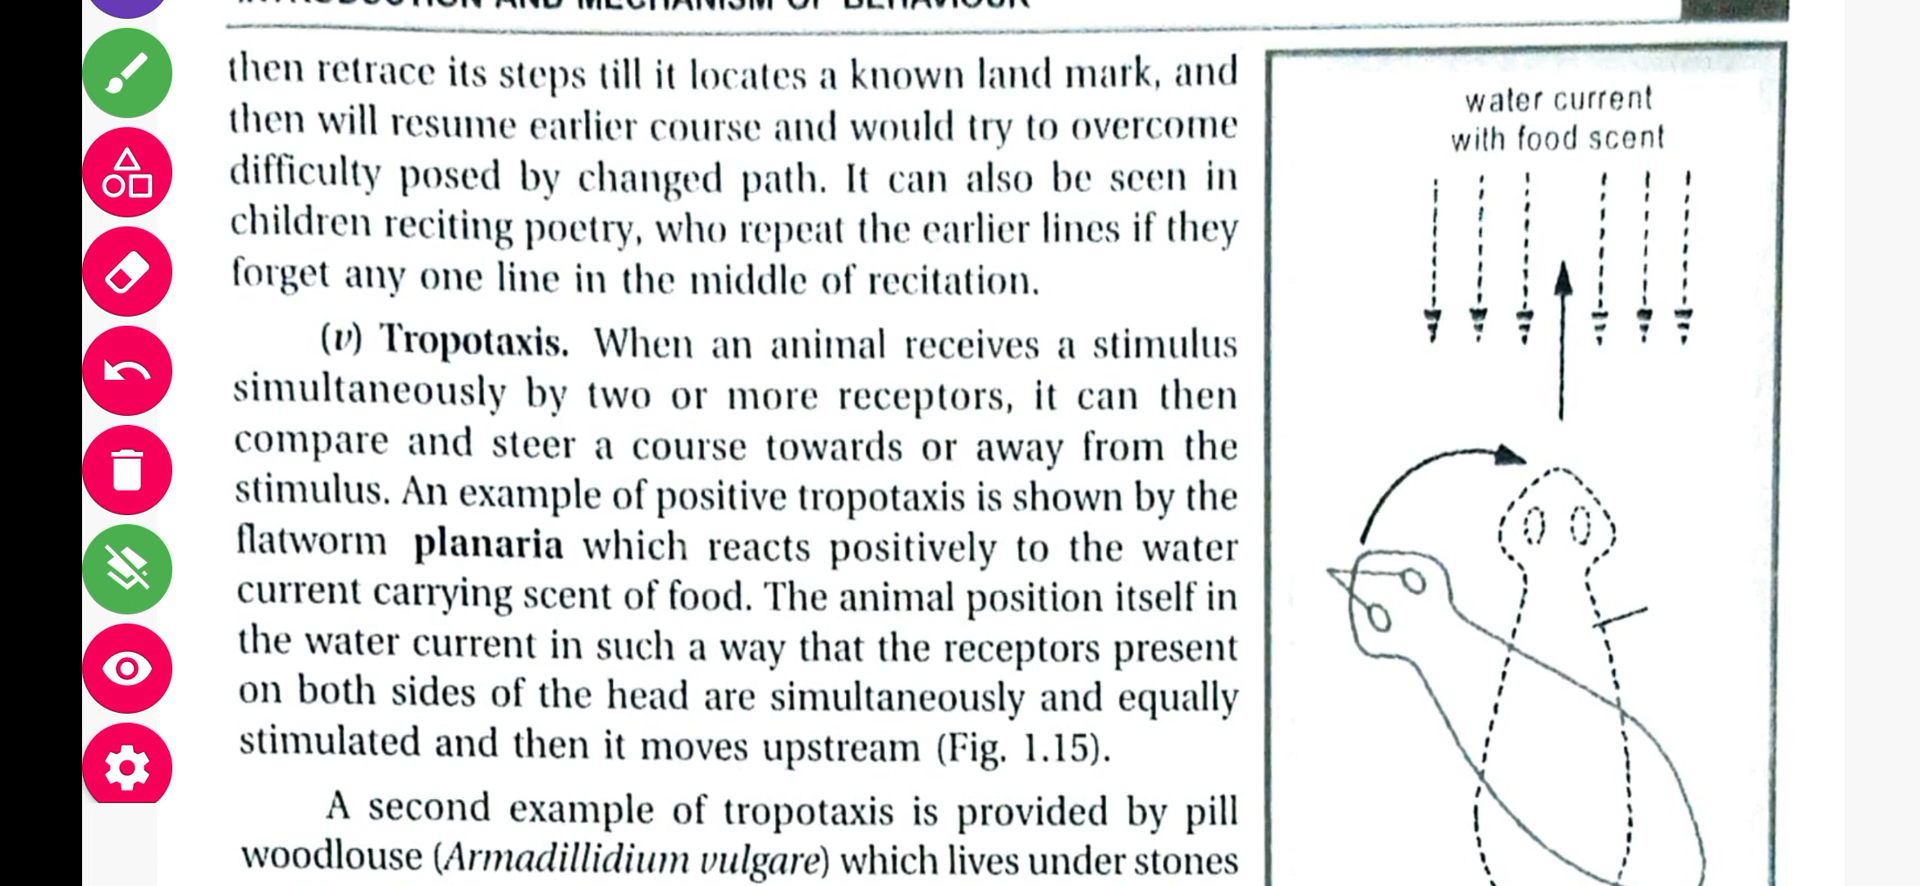 INTRODUCTION AND MECHANISM OF BEHAVIOUR
then retrace its steps till it locates a known land mark, and
then will resume earlier course and would try to overcome
difficulty posed by changed path. It can also be seen in
children reciting poetry, who repeat the earlier lines if they
forget any one line in the middle of recitation.
(v) Tropotaxis. When an animal receives a stimulus
simultaneously by two or more receptors, it can then
compare and steer a course towards or away from the
stimulus. An example of positive tropotaxis is shown by the
flatworm planaria which reacts positively to the water
current carrying scent of food. The animal position itself in
the water current in such a way that the receptors present
on both sides of the head are simultaneously and equally
stimulated and then it moves upstream (Fig. 1.15).
A second example of tropotaxis is provided by pill
woodlouse (Armadillidium vulgare) which lives under stones
water current
with food scent